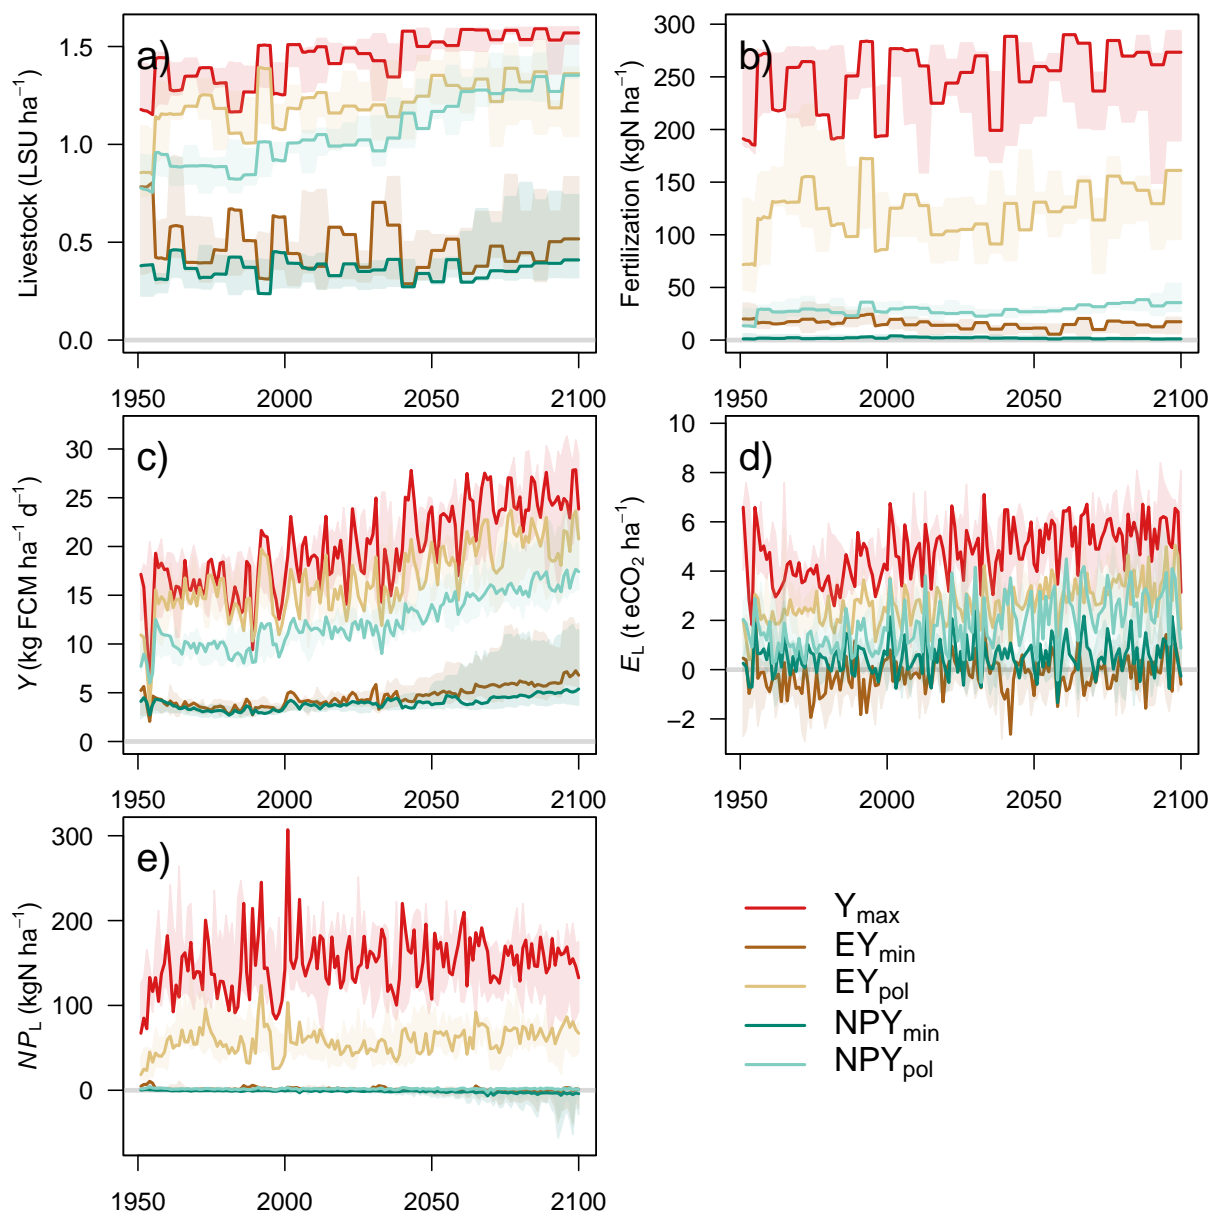 a)
Livestock (LSU ha⁻¹)
1.5
1.0
0.5
0.0
1950 2000 2050 2100
b)
Fertilization (kgN ha⁻¹)
300
250
200
150
100
50
0
1950 2000 2050 2100
c)
Y (kg FCM ha⁻¹ d⁻¹)
30
25
20
15
10
5
0
1950 2000 2050 2100
d)
E_L (t eCO₂ ha⁻¹)
10
8
6
4
2
0
−2
1950 2000 2050 2100
e)
NP_L (kgN ha⁻¹)
300
200
100
0
1950 2000 2050 2100
Y_max
EY_min
EY_pol
NPY_min
NPY_pol